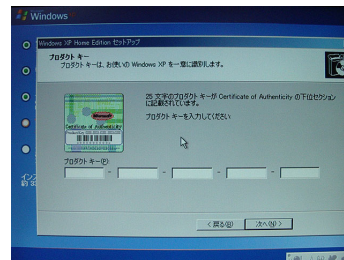 Windows
Windows XP Home Edition セットアップ
プロダクト キー
プロダクト キーは、お使いの Windows XP を一意に識別します。
25 文字のプロダクト キーが Certificate of Authenticity の下位セクション
に記載されています。
プロダクト キーを入力してください
Certificate of Authenticity
プロダクト キー(P)
- - - -
< 戻る(B)
次へ(N) >